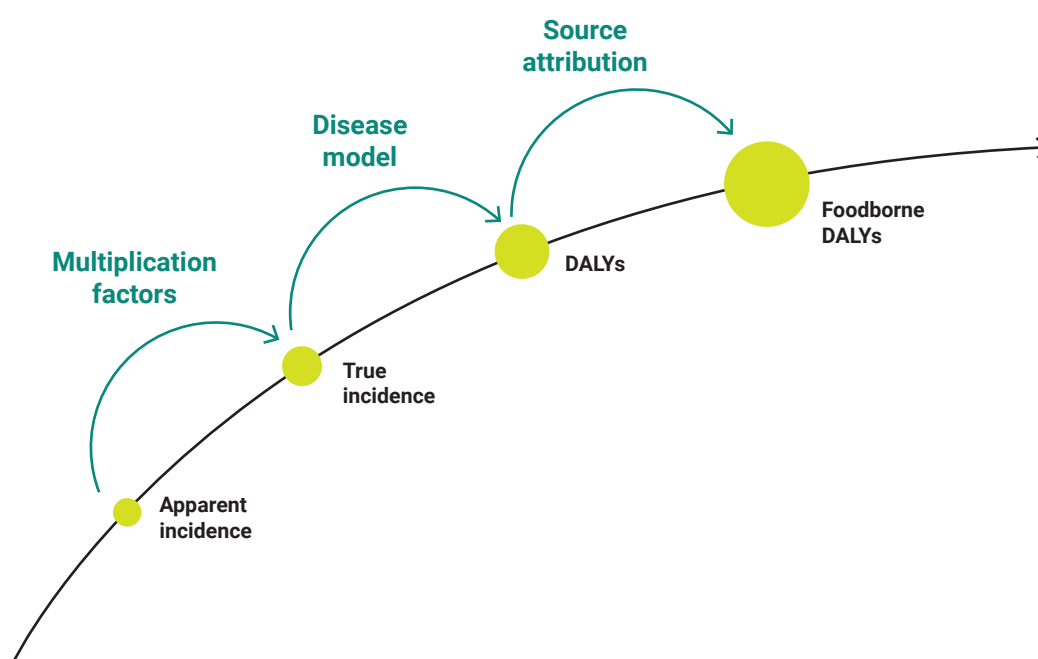 Source
attribution
Disease
model
Foodborne
DALYs
Multiplication
factors
DALYs
True
incidence
Apparent
incidence